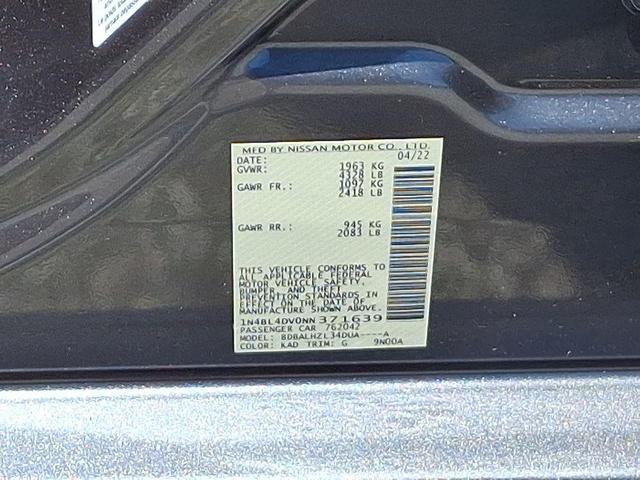 MFD BY NISSAN MOTOR CO., LTD.
DATE: 04/22
GVWR: 1963 KG
4328 LB
GAWR FR.: 1097 KG
2418 LB
GAWR RR.: 945 KG
2083 LB
THIS VEHICLE CONFORMS TO
ALL APPLICABLE FEDERAL
MOTOR VEHICLE SAFETY,
BUMPER, AND THEFT
PREVENTION STANDARDS IN
EFFECT ON THE DATE OF
MANUFACTURE SHOWN ABOVE.
1N4BL4DV0NN371639
PASSENGER CAR 762042
MODEL: BDBALHZL34DUA----A
COLOR: KAD TRIM: G 9N00A